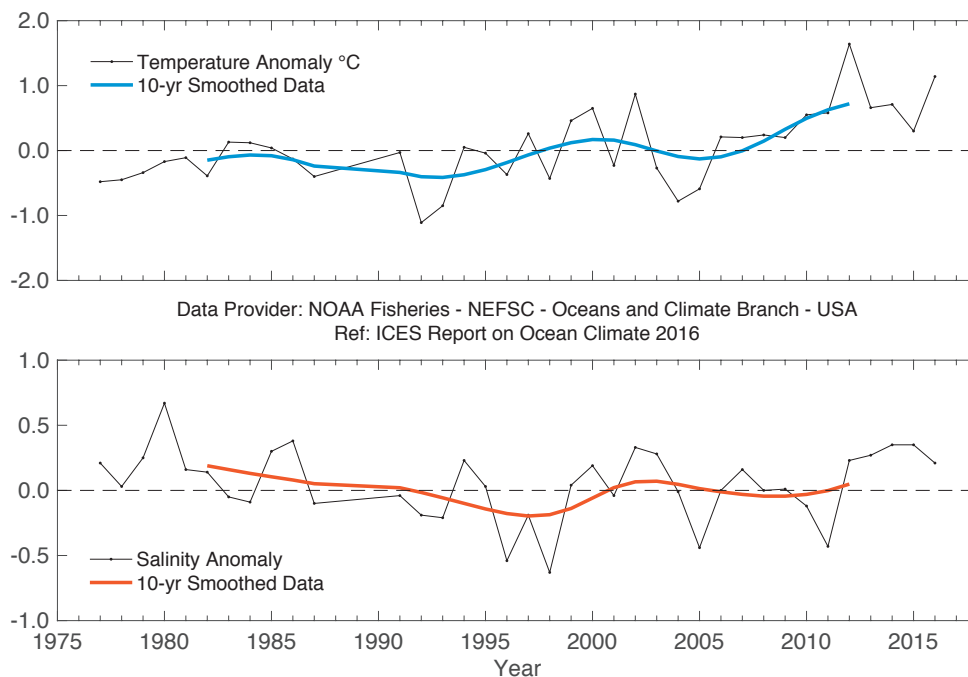 2.0
1.0
0.0
-1.0
-2.0
Temperature Anomaly °C
10-yr Smoothed Data
Data Provider: NOAA Fisheries - NEFSC - Oceans and Climate Branch - USA
Ref: ICES Report on Ocean Climate 2016
1.0
0.5
0.0
-0.5
-1.0
Salinity Anomaly
10-yr Smoothed Data
1975 1980 1985 1990 1995 2000 2005 2010 2015
Year